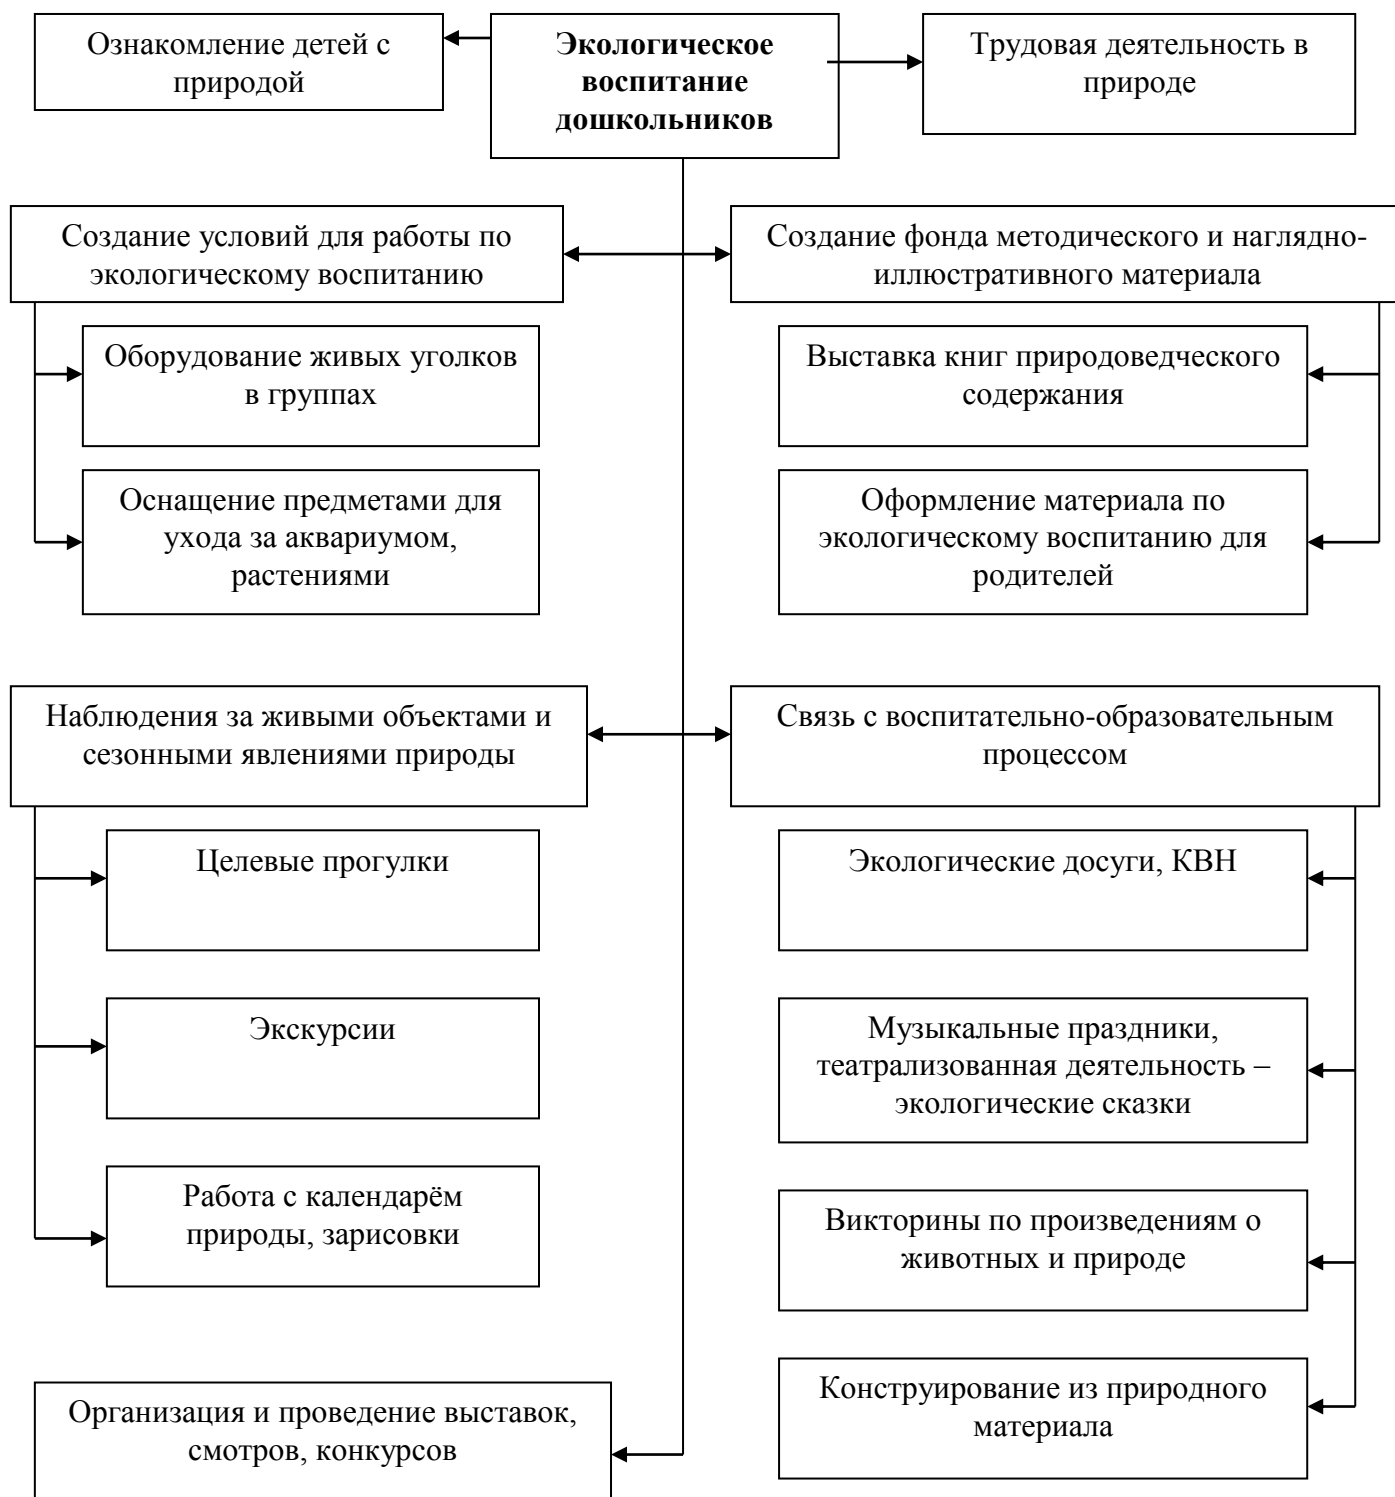 Ознакомление детей с
природой
Экологическое
воспитание
дошкольников
Трудовая деятельность в
природе
Создание условий для работы по
экологическому воспитанию
Создание фонда методического и наглядно-
иллюстративного материала
Оборудование живых уголков
в группах
Выставка книг природоведческого
содержания
Оснащение предметами для
ухода за аквариумом,
растениями
Оформление материала по
экологическому воспитанию для
родителей
Наблюдения за живыми объектами и
сезонными явлениями природы
Связь с воспитательно-образовательным
процессом
Целевые прогулки
Экологические досуги, КВН
Экскурсии
Музыкальные праздники,
театрализованная деятельность –
экологические сказки
Работа с календарём
природы, зарисовки
Викторины по произведениям о
животных и природе
Организация и проведение выставок,
смотров, конкурсов
Конструирование из природного
материала